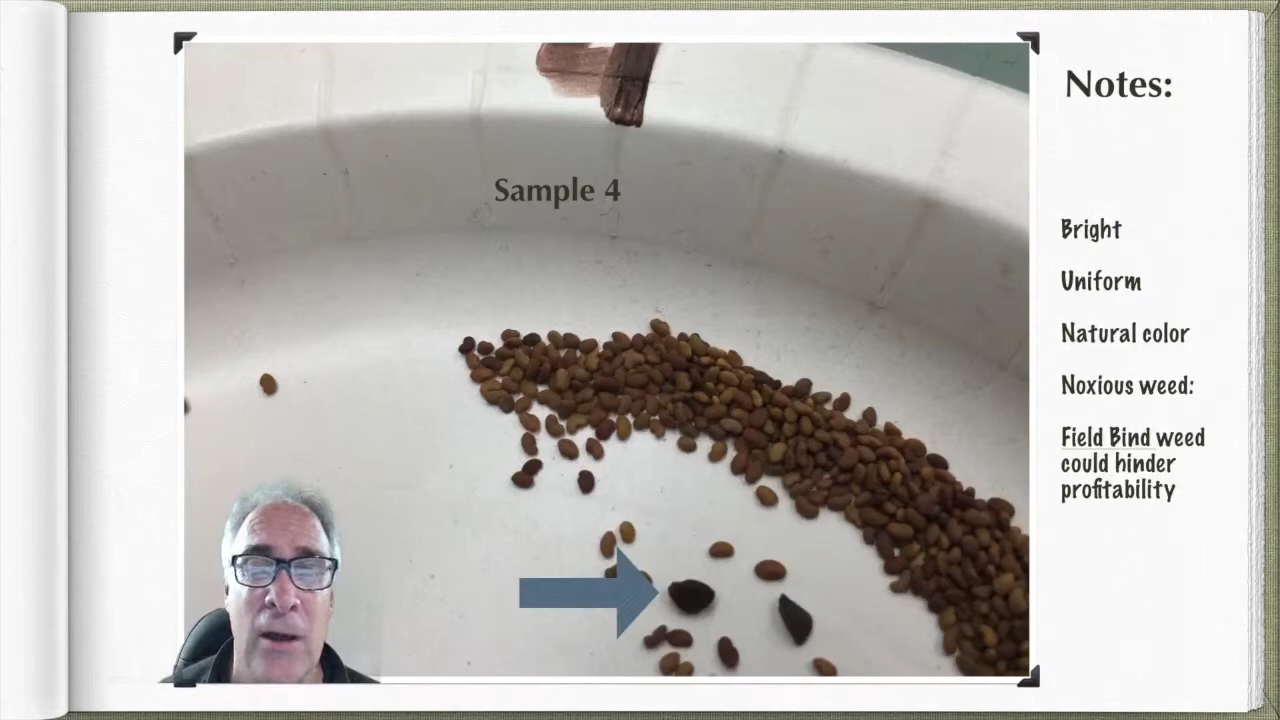 Notes:
Sample 4
Bright
Uniform
Natural color
Noxious weed:
Field Bind weed
could hinder
profitability